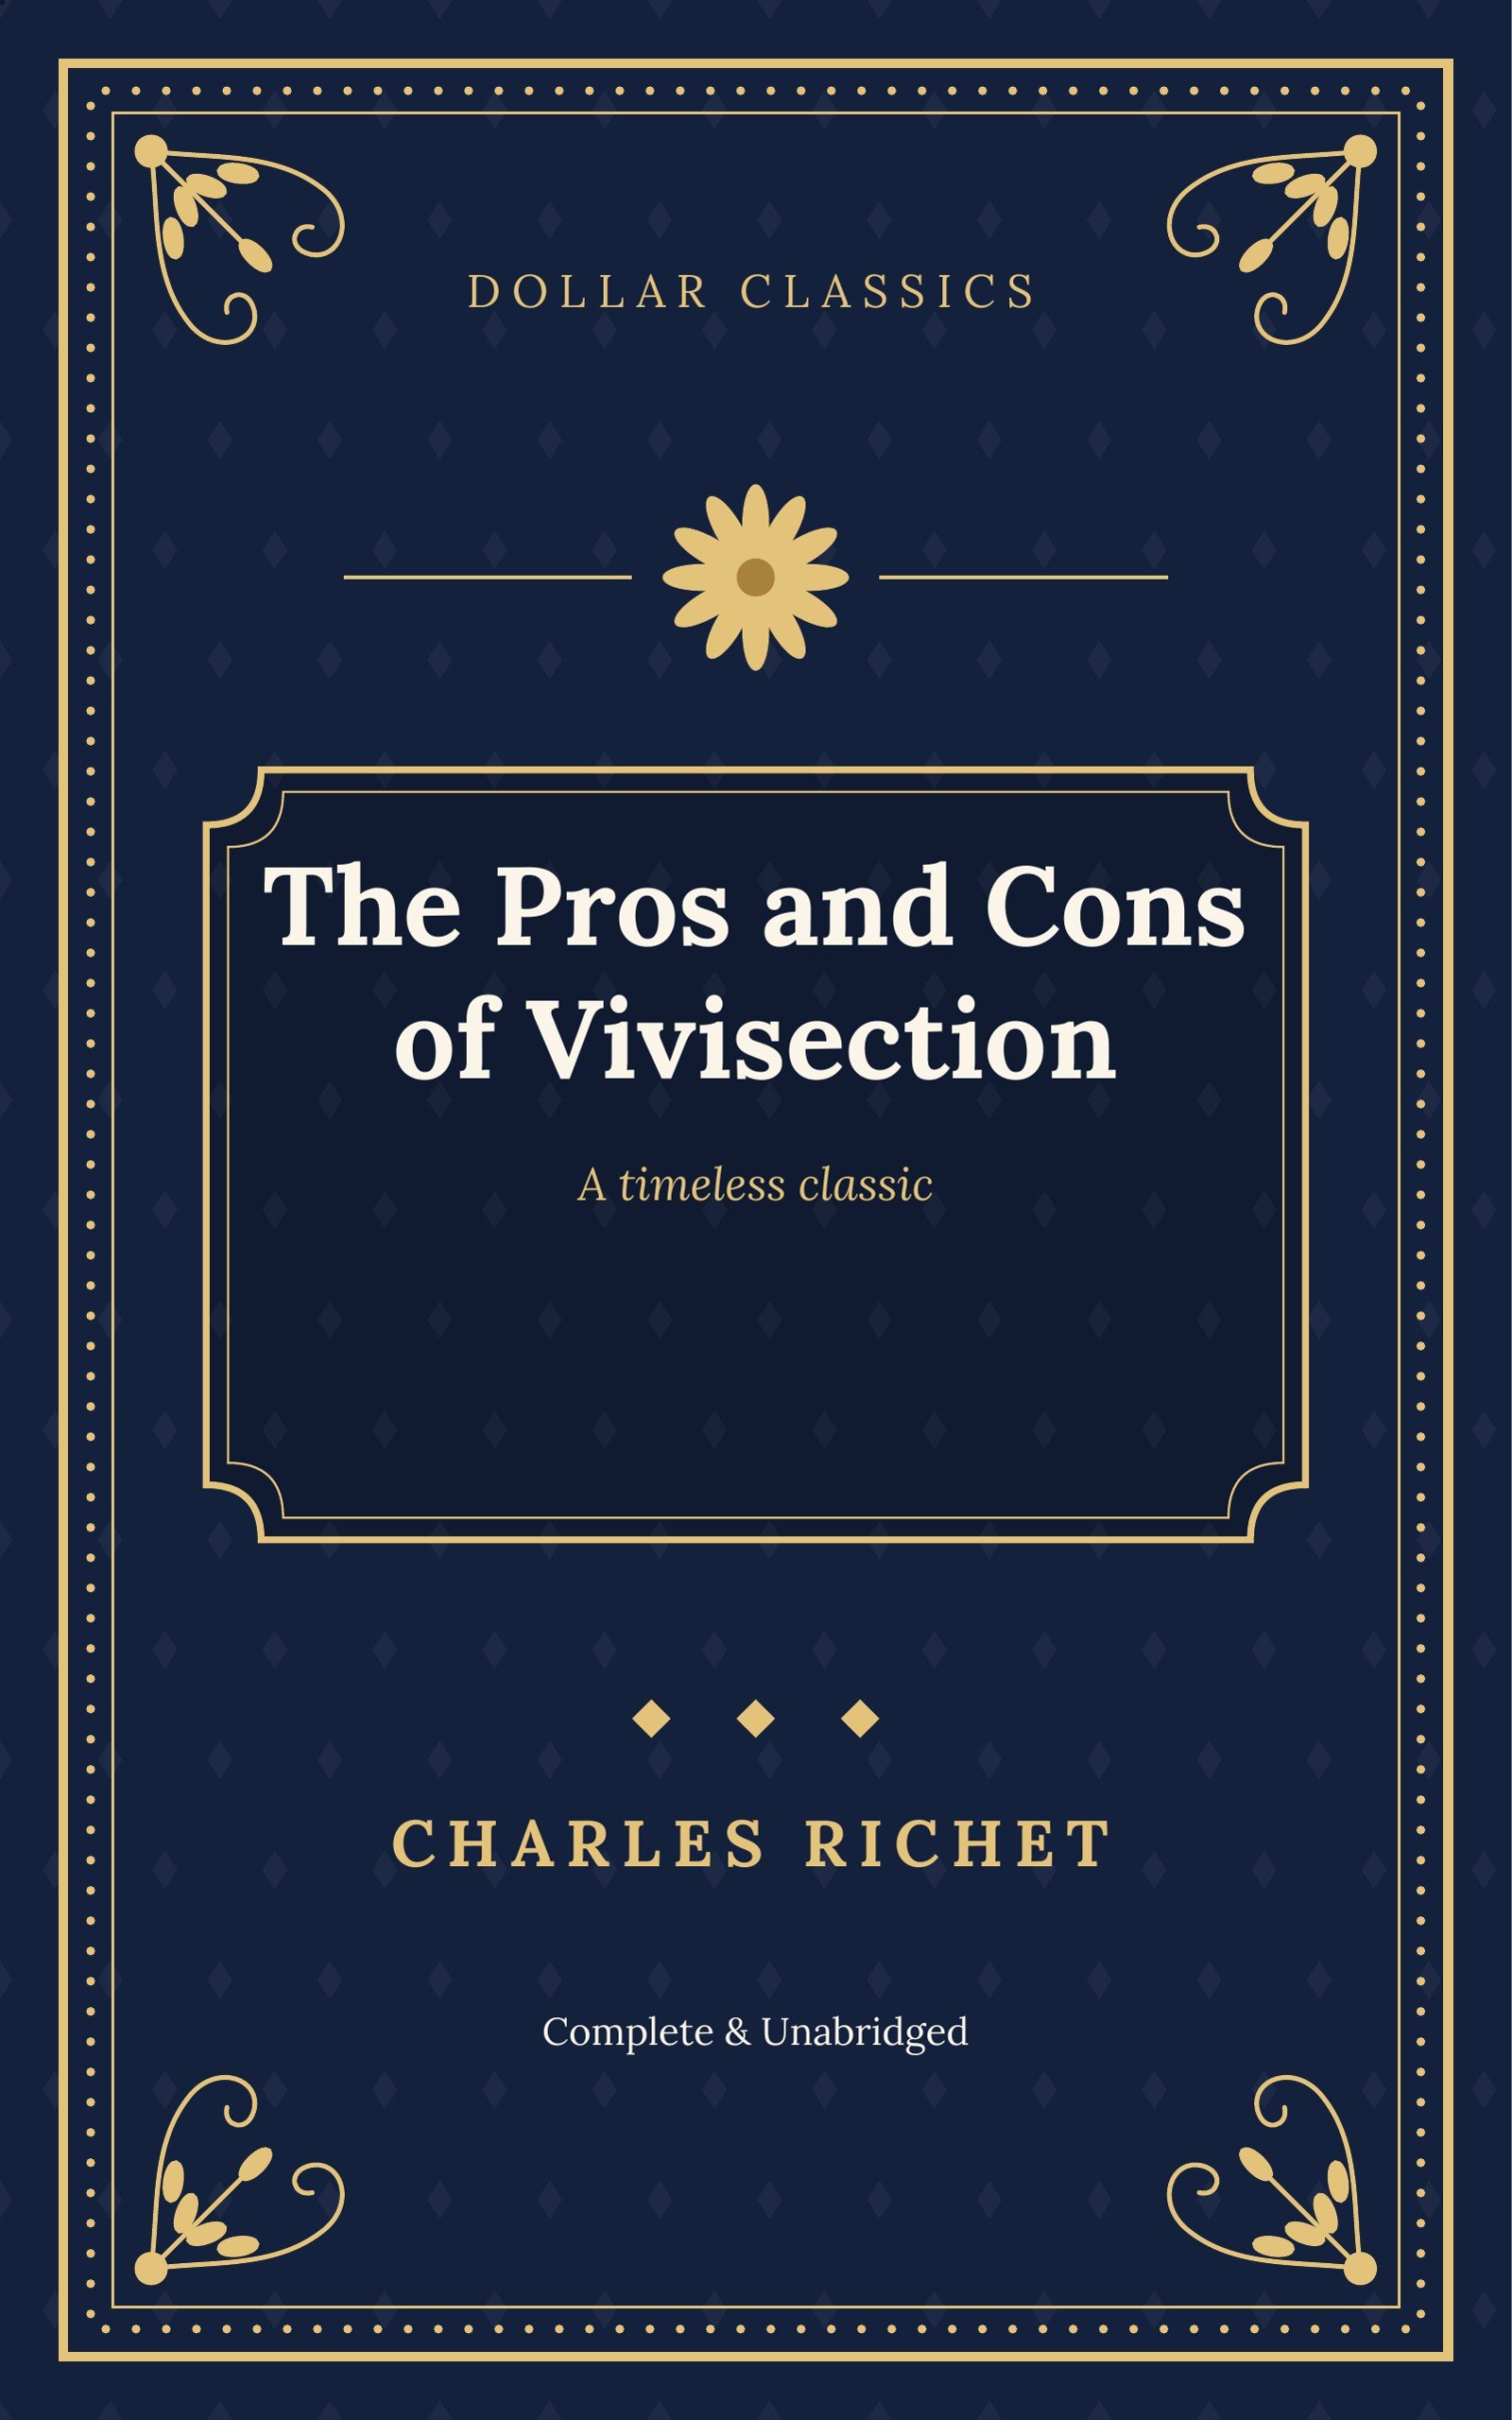 DOLLAR CLASSICS
The Pros and Cons
of Vivisection
A timeless classic
CHARLES RICHET
Complete & Unabridged